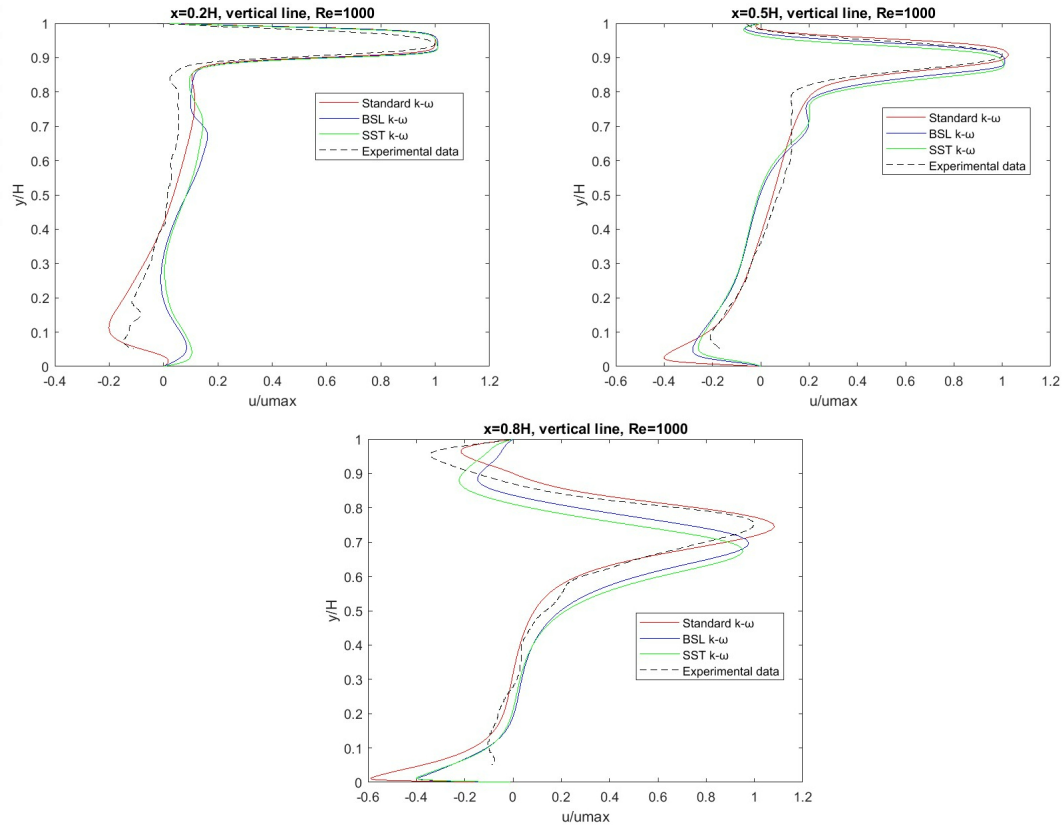 x=0.2H, vertical line, Re=1000
1
0.9
0.8
0.7
0.6
0.5
0.4
0.3
0.2
0.1
0
y/H
Standard k-ω
BSL k-ω
SST k-ω
Experimental data
-0.4 -0.2 0 0.2 0.4 0.6 0.8 1 1.2
u/umax
x=0.5H, vertical line, Re=1000
1
0.9
0.8
0.7
0.6
0.5
0.4
0.3
0.2
0.1
0
y/H
Standard k-ω
BSL k-ω
SST k-ω
Experimental data
-0.6 -0.4 -0.2 0 0.2 0.4 0.6 0.8 1 1.2
u/umax
x=0.8H, vertical line, Re=1000
1
0.9
0.8
0.7
0.6
0.5
0.4
0.3
0.2
0.1
0
y/H
Standard k-ω
BSL k-ω
SST k-ω
Experimental data
-0.6 -0.4 -0.2 0 0.2 0.4 0.6 0.8 1 1.2
u/umax